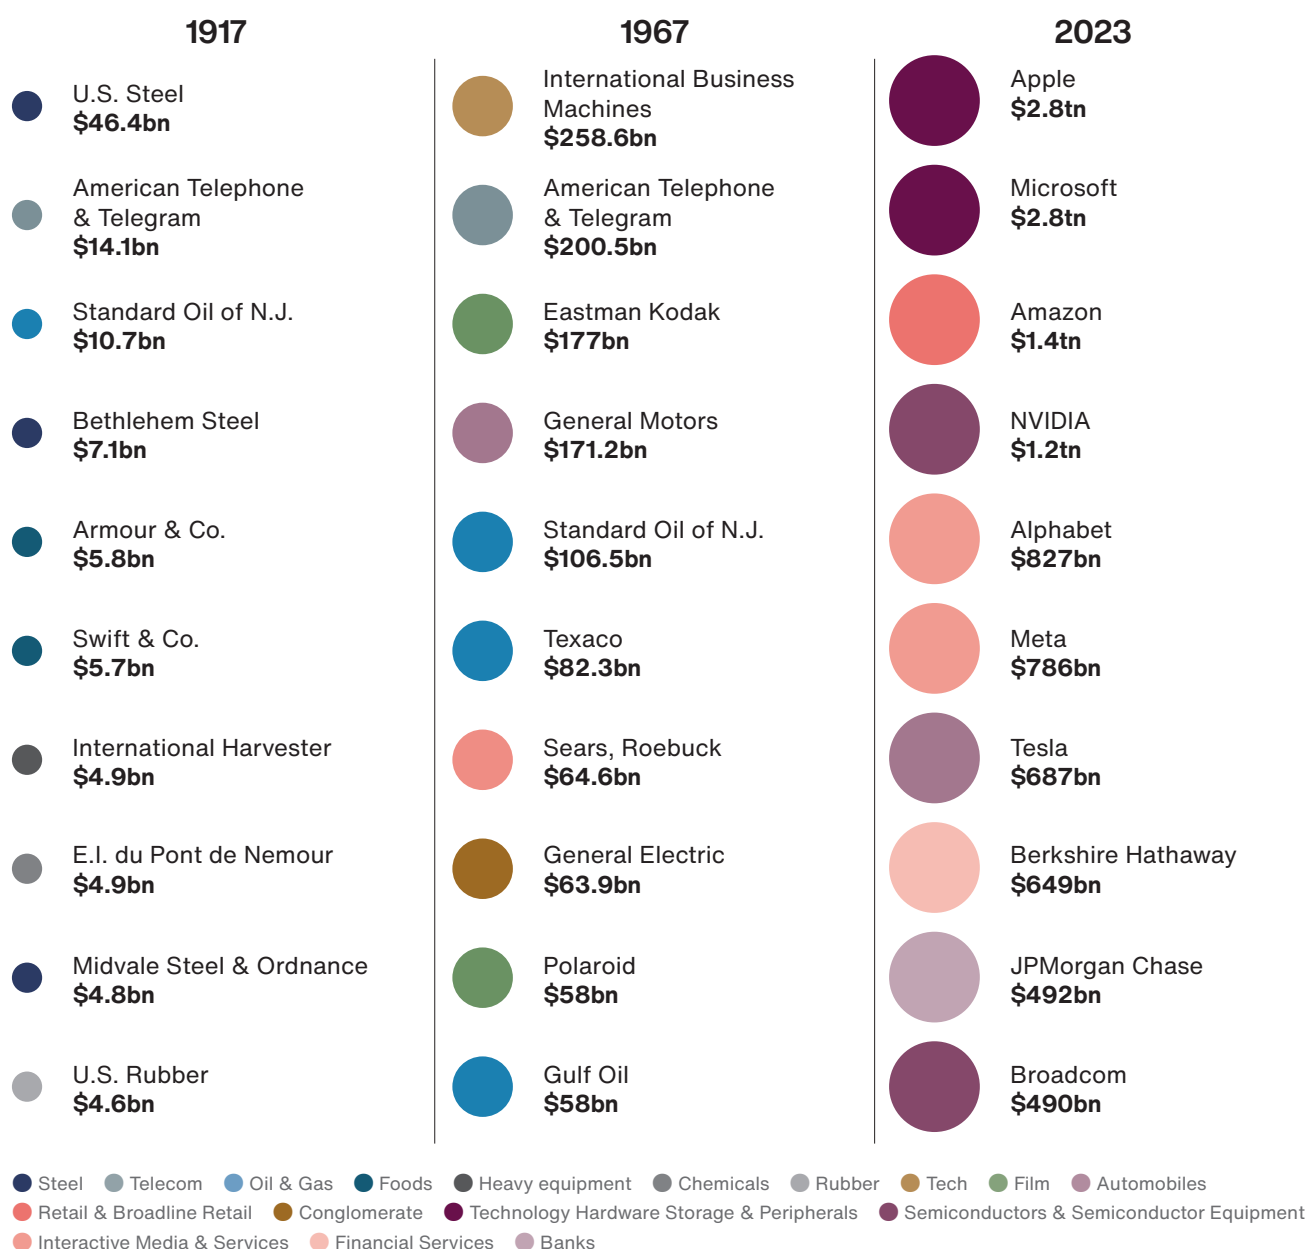 1917
U.S. Steel
$46.4bn
American Telephone
& Telegram
$14.1bn
Standard Oil of N.J.
$10.7bn
Bethlehem Steel
$7.1bn
Armour & Co.
$5.8bn
Swift & Co.
$5.7bn
International Harvester
$4.9bn
E.I. du Pont de Nemour
$4.9bn
Midvale Steel & Ordnance
$4.8bn
U.S. Rubber
$4.6bn
1967
International Business
Machines
$258.6bn
American Telephone
& Telegram
$200.5bn
Eastman Kodak
$177bn
General Motors
$171.2bn
Standard Oil of N.J.
$106.5bn
Texaco
$82.3bn
Sears, Roebuck
$64.6bn
General Electric
$63.9bn
Polaroid
$58bn
Gulf Oil
$58bn
2023
Apple
$2.8tn
Microsoft
$2.8tn
Amazon
$1.4tn
NVIDIA
$1.2tn
Alphabet
$827bn
Meta
$786bn
Tesla
$687bn
Berkshire Hathaway
$649bn
JPMorgan Chase
$492bn
Broadcom
$490bn
Steel Telecom Oil & Gas Foods Heavy equipment Chemicals Rubber Tech Film Automobiles
Retail & Broadline Retail Conglomerate Technology Hardware Storage & Peripherals Semiconductors & Semiconductor Equipment
Interactive Media & Services Financial Services Banks